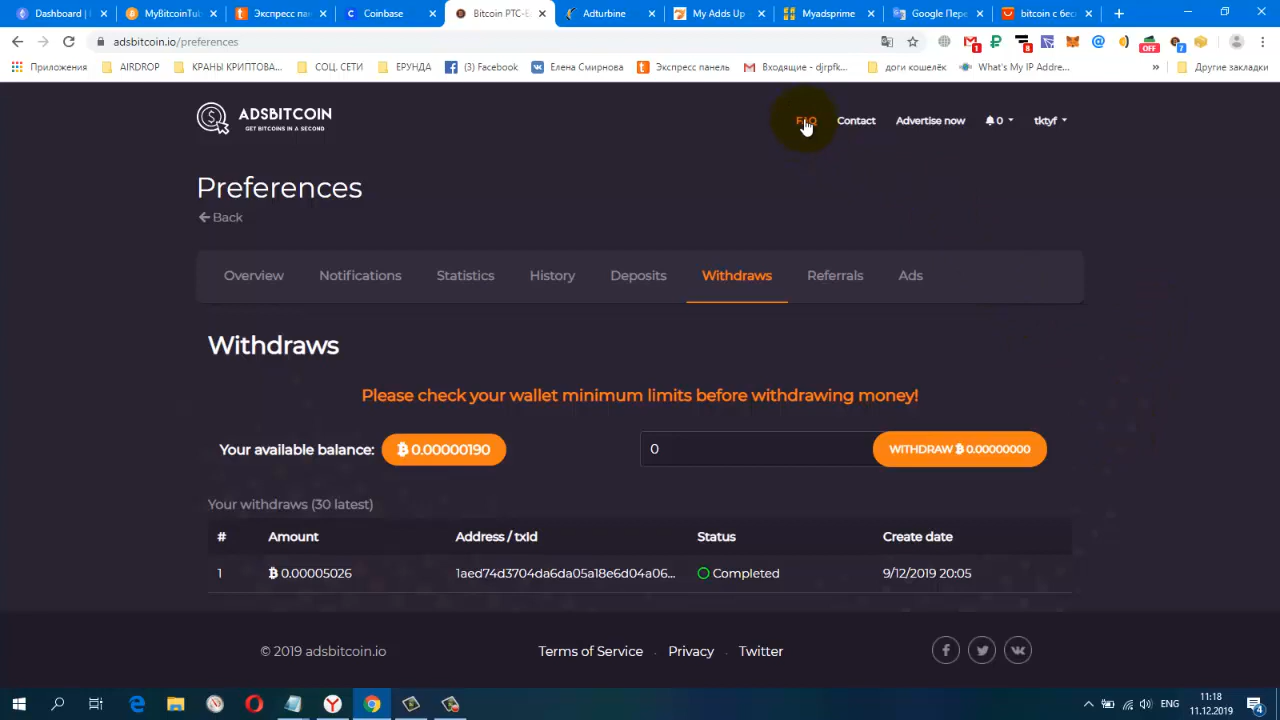 Dashboard |
MyBitcoinTub
Экспресс пан
Coinbase
Bitcoin PTC-E
Adturbine
My Adds Up
Myadsprime
Google Пере
bitcoin с бес
adsbitcoin.io/preferences
1
8
OFF
7
Приложения
AIRDROP
КРАНЫ КРИПТОВА...
СОЦ. СЕТИ
ЕРУНДА
(3) Facebook
Елена Смирнова
Экспресс панель
Входящие - djrpfk...
доги кошелёк
What's My IP Addre...
»
Другие закладки
ADSBITCOIN
GET BITCOINS IN A SECOND
FAQ
Contact
Advertise now
0
tktyf
Preferences
Back
Overview
Notifications
Statistics
History
Deposits
Withdraws
Referrals
Ads
Withdraws
Please check your wallet minimum limits before withdrawing money!
Your available balance: ₿ 0.00000190
0
WITHDRAW ₿ 0.00000000
Your withdraws (30 latest)
# Amount Address / txId Status Create date
1 ₿ 0.00005026 1aed74d3704da6da05a18e6d04a06... Completed 9/12/2019 20:05
© 2019 adsbitcoin.io
Terms of Service . Privacy . Twitter
ENG
11:18
11.12.2019
4